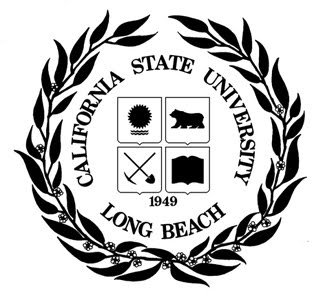 CALIFORNIA STATE UNIVERSITY
1949
LONG BEACH